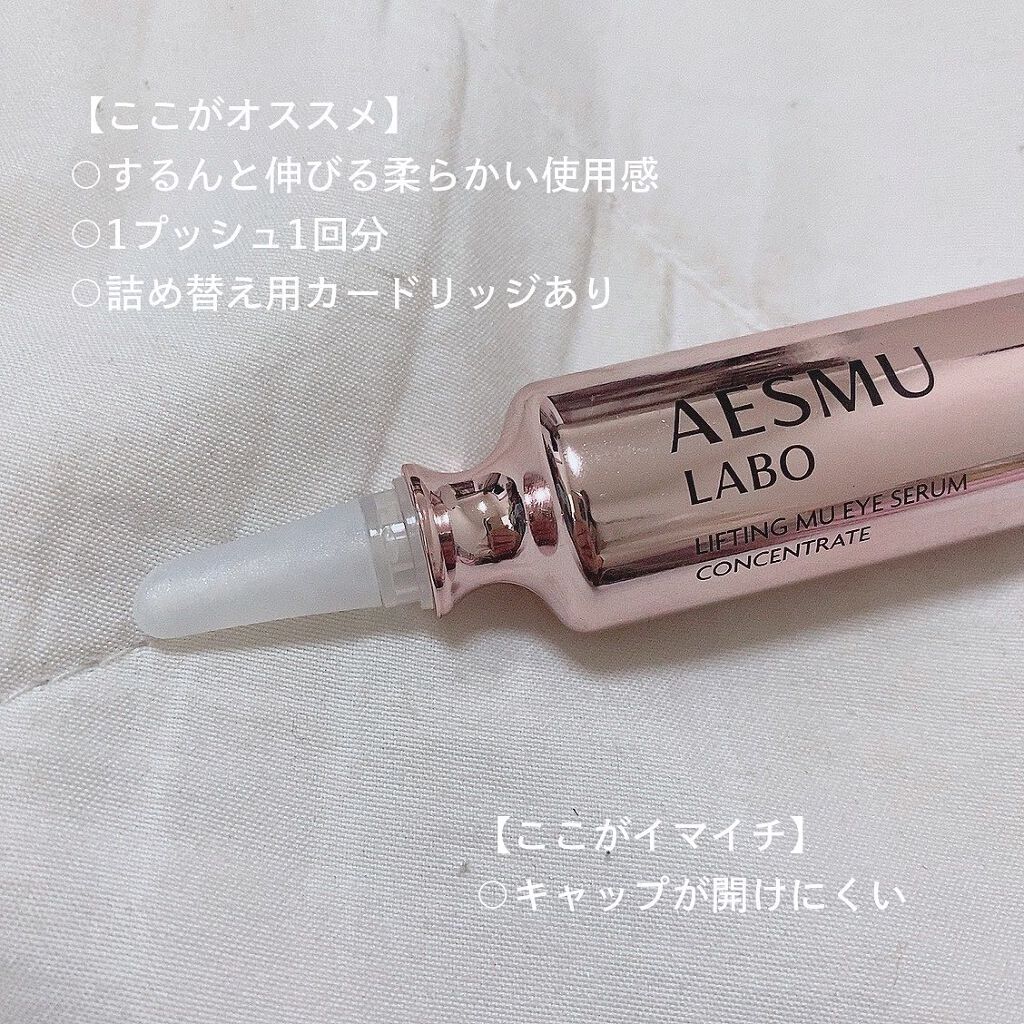 【ここがオススメ】
○するんと伸びる柔らかい使用感
○1プッシュ1回分
○詰め替え用カードリッジあり
AESMU
LABO
LIFTING MU EYE SERUM
CONCENTRATE
【ここがイマイチ】
○キャップが開けにくい